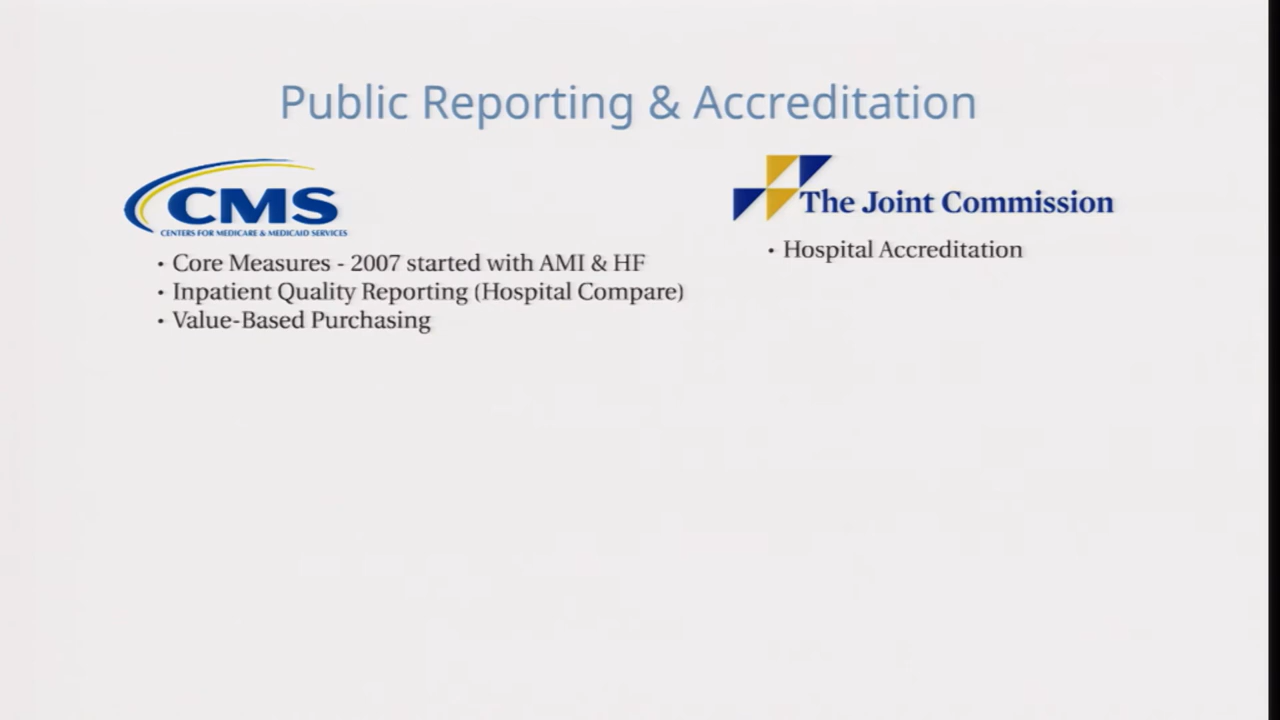 Public Reporting & Accreditation
CMS
CENTERS FOR MEDICARE & MEDICAID SERVICES
• Core Measures - 2007 started with AMI & HF
• Inpatient Quality Reporting (Hospital Compare)
• Value-Based Purchasing
The Joint Commission
• Hospital Accreditation